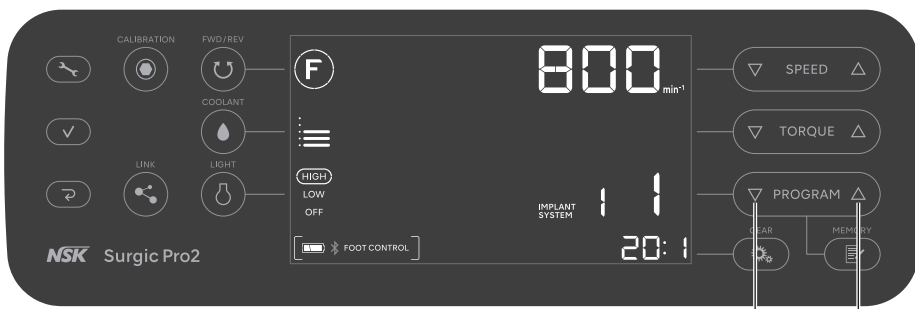 CALIBRATION
FWD/REV
F
800
min-1
▽ SPEED △
COOLANT
▽ TORQUE △
LINK
LIGHT
HIGH
LOW
OFF
IMPLANT
SYSTEM
1
1
▽ PROGRAM △
GEAR
MEMORY
FOOT CONTROL
20:1
NSK Surgic Pro2